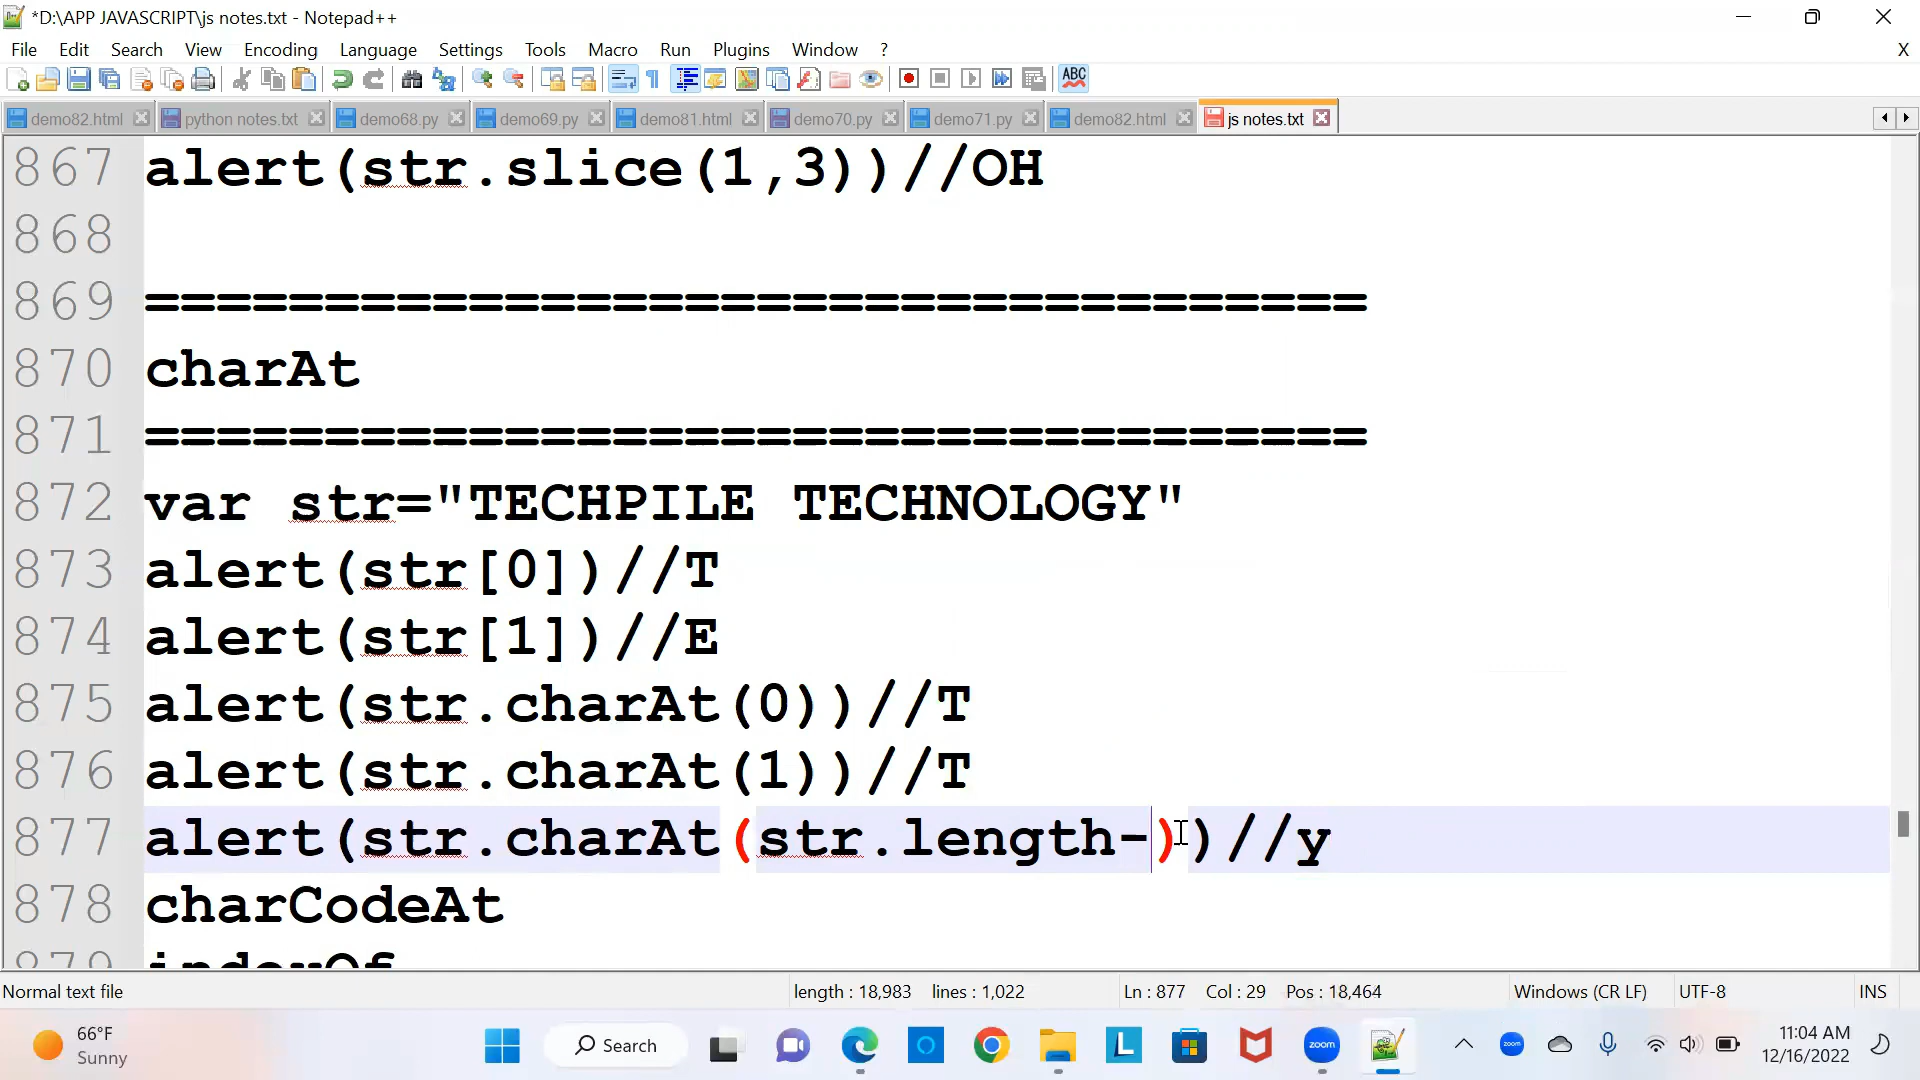 *D:\APP JAVASCRIPT\js notes.txt - Notepad++
File Edit Search View Encoding Language Settings Tools Macro Run Plugins Window ? X
ABC
demo82.html python notes.txt demo68.py demo69.py demo81.html demo70.py demo71.py demo82.html js notes.txt
867 alert(str.slice(1,3))//OH
868
869 ==================================
870 charAt
871 ==================================
872 var str="TECHPILE TECHNOLOGY"
873 alert(str[0])//T
874 alert(str[1])//E
875 alert(str.charAt(0))//T
876 alert(str.charAt(1))//T
877 alert(str.charAt(str.length-))//y
878 charCodeAt
879 indexOf
Normal text file length : 18,983 lines : 1,022 Ln : 877 Col : 29 Pos : 18,464 Windows (CR LF) UTF-8 INS
66°F
Sunny
Search
zoom
zoom
11:04 AM
12/16/2022